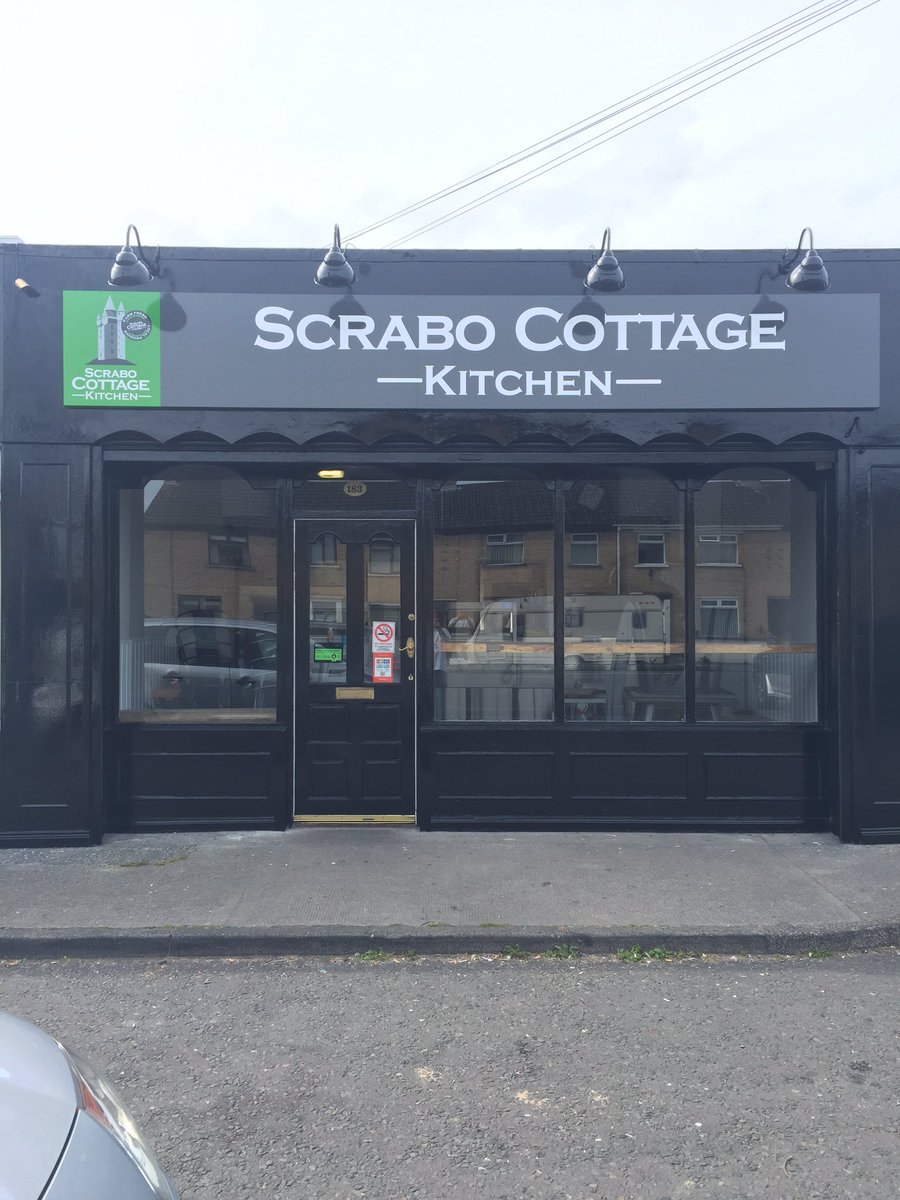 Scrabo Cottage
Kitchen
Scrabo
Cottage
Kitchen
183